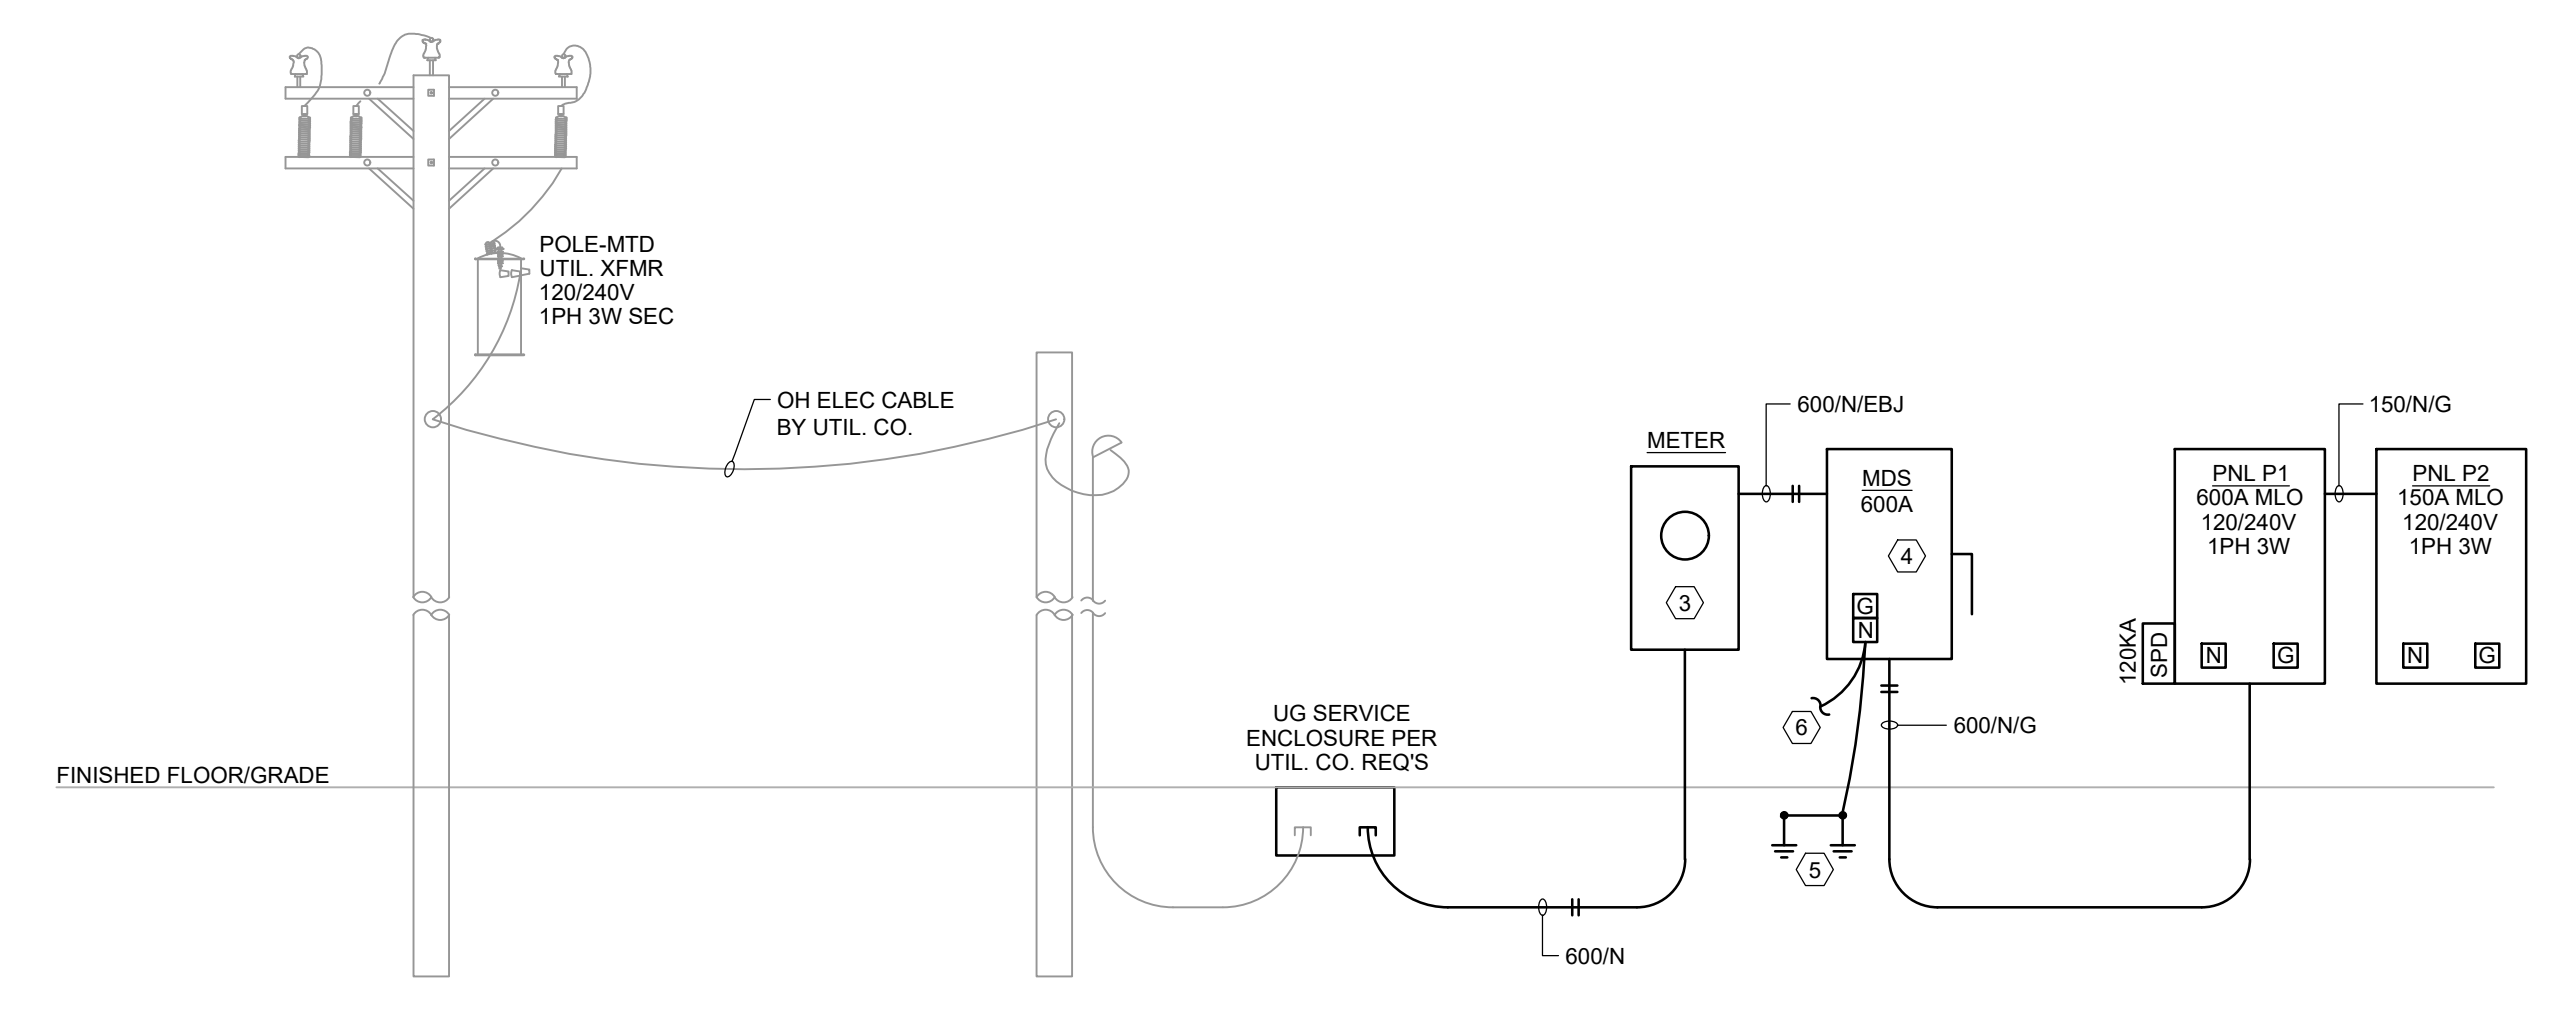 POLE-MTD
UTIL. XFMR
120/240V
1PH 3W SEC
OH ELEC CABLE
BY UTIL. CO.
FINISHED FLOOR/GRADE
UG SERVICE
ENCLOSURE PER
UTIL. CO. REQ'S
600/N
METER
3
600/N/EBJ
MDS
600A
4
G
N
6
5
600/N/G
120KA
SPD
PNL P1
600A MLO
120/240V
1PH 3W
N
G
150/N/G
PNL P2
150A MLO
120/240V
1PH 3W
N
G